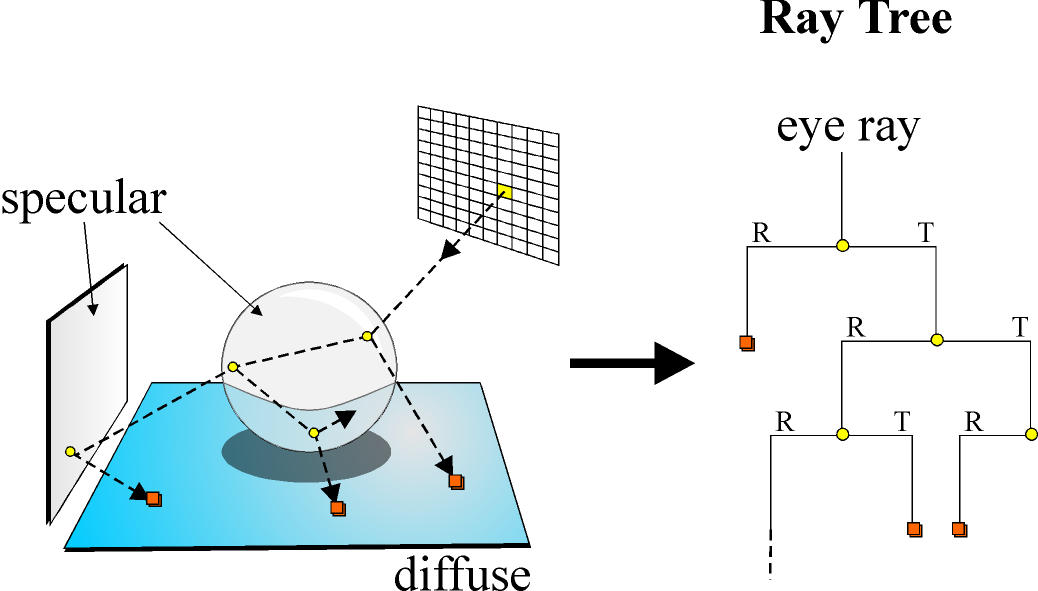 Ray Tree
eye ray
specular
R T
R T
R T R
diffuse